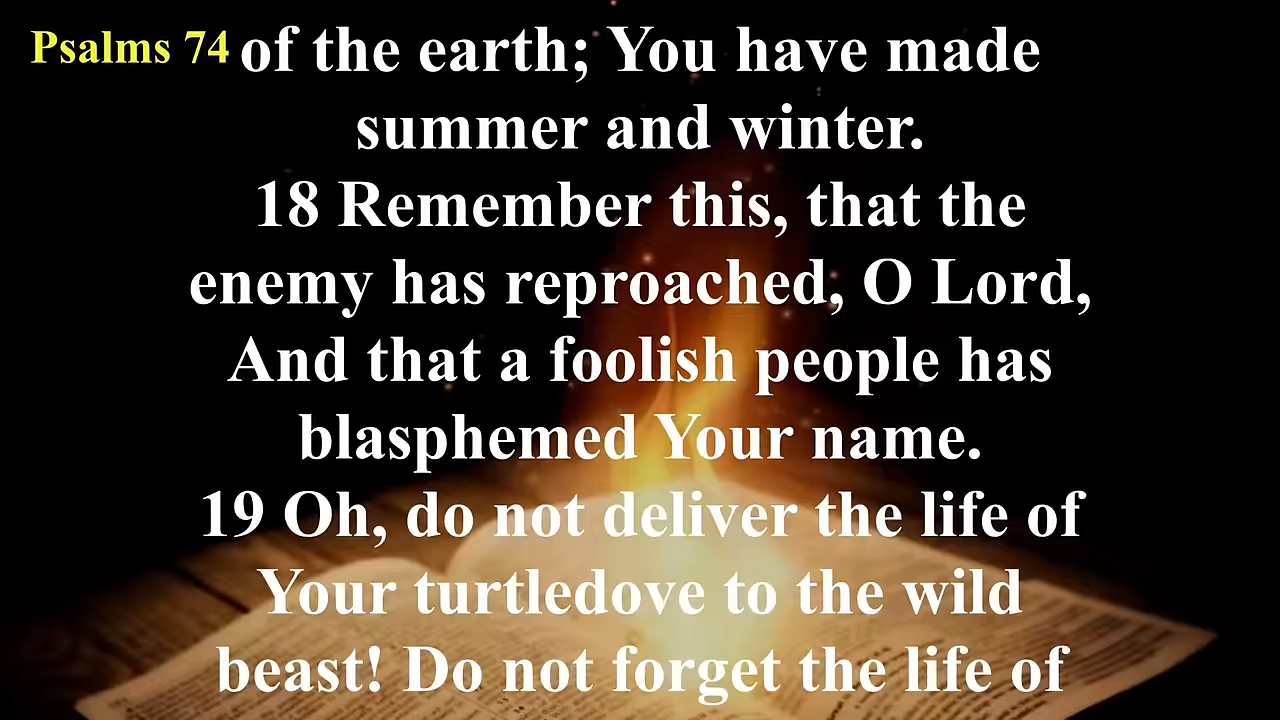 Psalms 74
of the earth; You have made
summer and winter.
18 Remember this, that the
enemy has reproached, O Lord,
And that a foolish people has
blasphemed Your name.
19 Oh, do not deliver the life of
Your turtledove to the wild
beast! Do not forget the life of